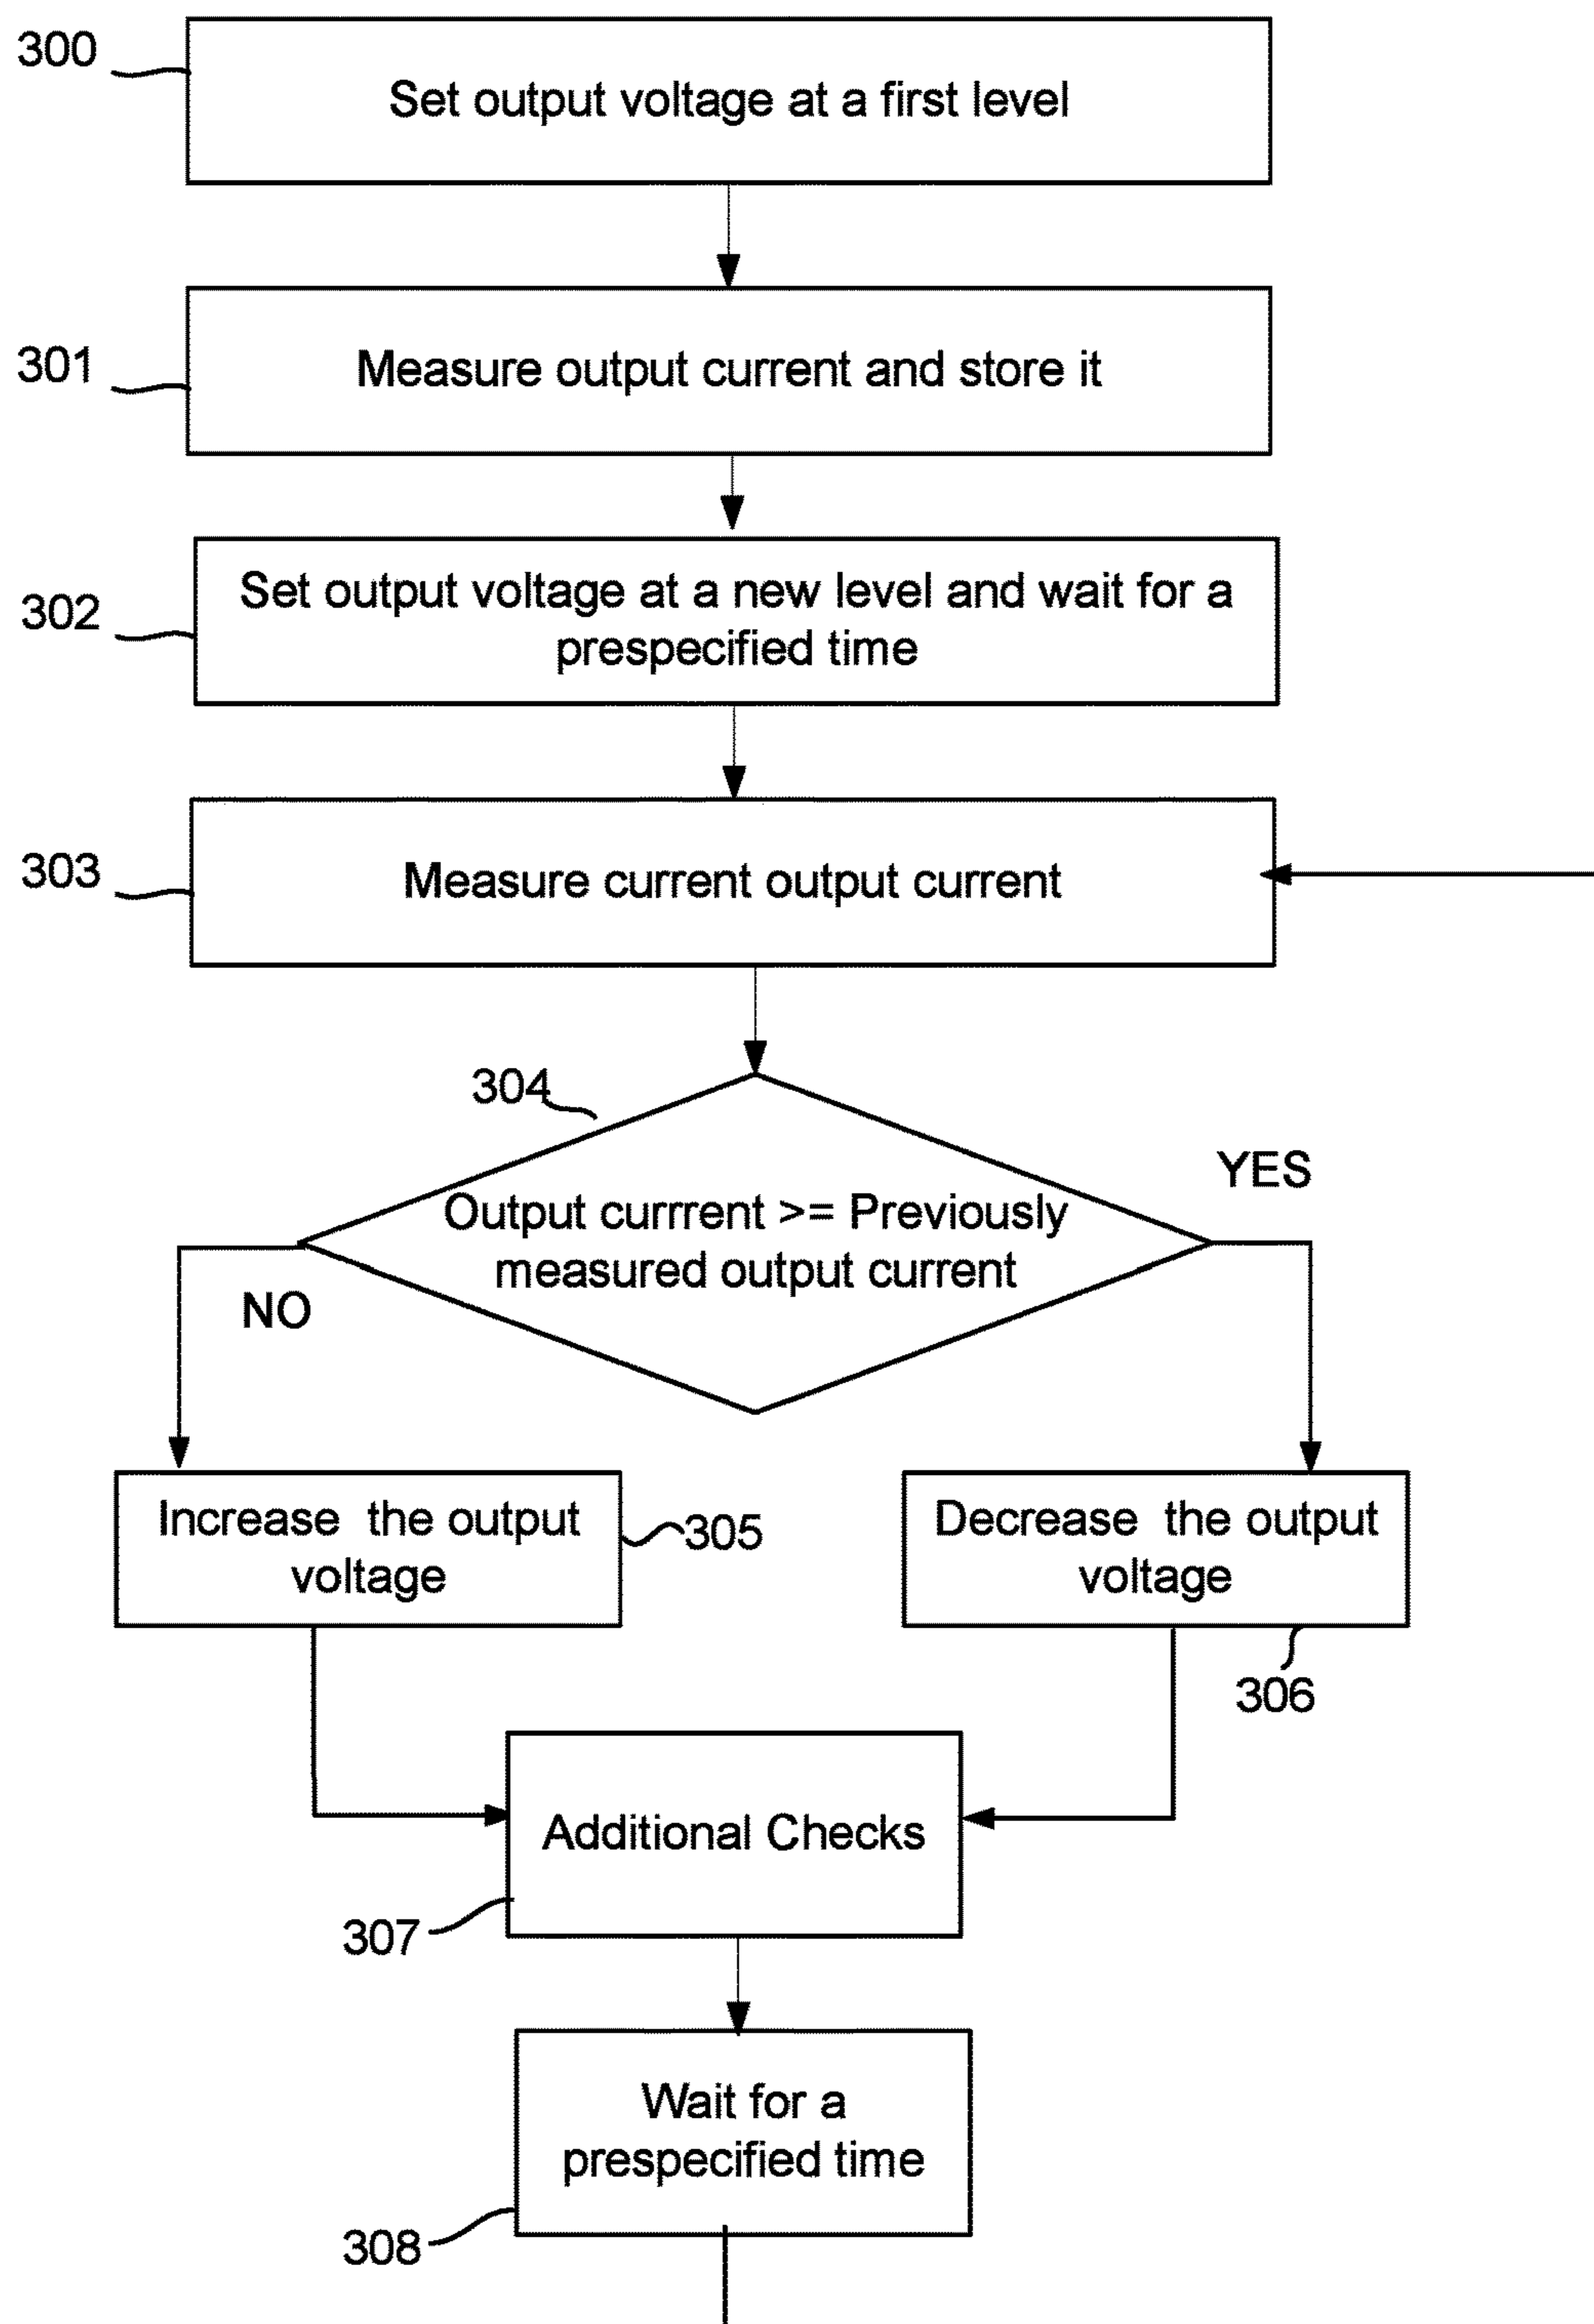 300
Set output voltage at a first level
301
Measure output current and store it
302
Set output voltage at a new level and wait for a
prespecified time
303
Measure current output current
304
YES
Output currrent >= Previously
measured output current
NO
Increase the output
voltage
305
Decrease the output
voltage
306
Additional Checks
307
Wait for a
prespecified time
308